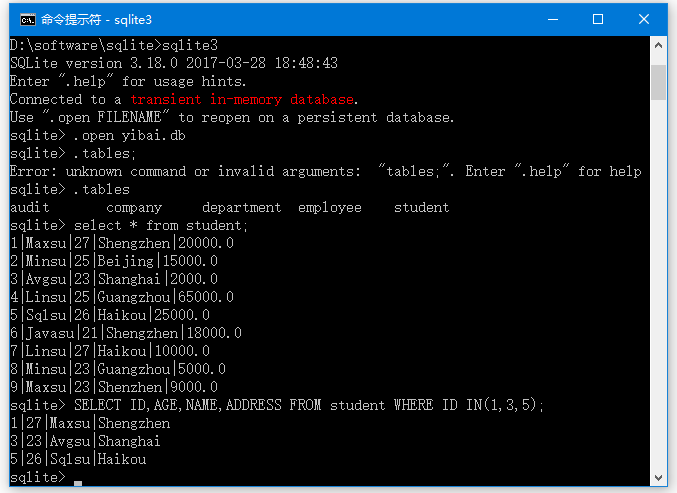 命令提示符 - sqlite3
D:\software\sqlite>sqlite3
SQLite version 3.18.0 2017-03-28 18:48:43
Enter ".help" for usage hints.
Connected to a transient in-memory database.
Use ".open FILENAME" to reopen on a persistent database.
sqlite> .open yibai.db
sqlite> .tables;
Error: unknown command or invalid arguments:  "tables;". Enter ".help" for help
sqlite> .tables
audit       company     department  employee    student
sqlite> select * from student;
1|Maxsu|27|Shengzhen|20000.0
2|Minsu|25|Beijing|15000.0
3|Avgsu|23|Shanghai|2000.0
4|Linsu|25|Guangzhou|65000.0
5|Sqlsu|26|Haikou|25000.0
6|Javasu|21|Shengzhen|18000.0
7|Linsu|27|Haikou|10000.0
8|Minsu|23|Guangzhou|5000.0
9|Maxsu|23|Shenzhen|9000.0
sqlite> SELECT ID,AGE,NAME,ADDRESS FROM student WHERE ID IN(1,3,5);
1|27|Maxsu|Shengzhen
3|23|Avgsu|Shanghai
5|26|Sqlsu|Haikou
sqlite>